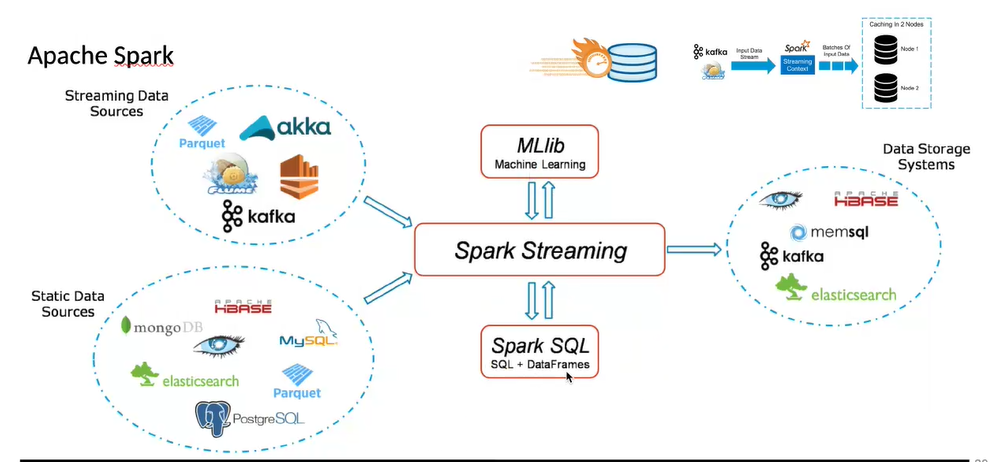 Apache Spark
kafka
Input Data
Stream
Spark
Streaming
Context
Batches Of
Input Data
Caching In 2 Nodes
Node 1
Node 2
Streaming Data
Sources
Parquet
akka
FLUME
kafka
Static Data
Sources
APACHE
HBASE
mongoDB
MySQL
elasticsearch
Parquet
PostgreSQL
MLlib
Machine Learning
Spark Streaming
Spark SQL
SQL + DataFrames
Data Storage
Systems
APACHE
HBASE
memsql
kafka
elasticsearch